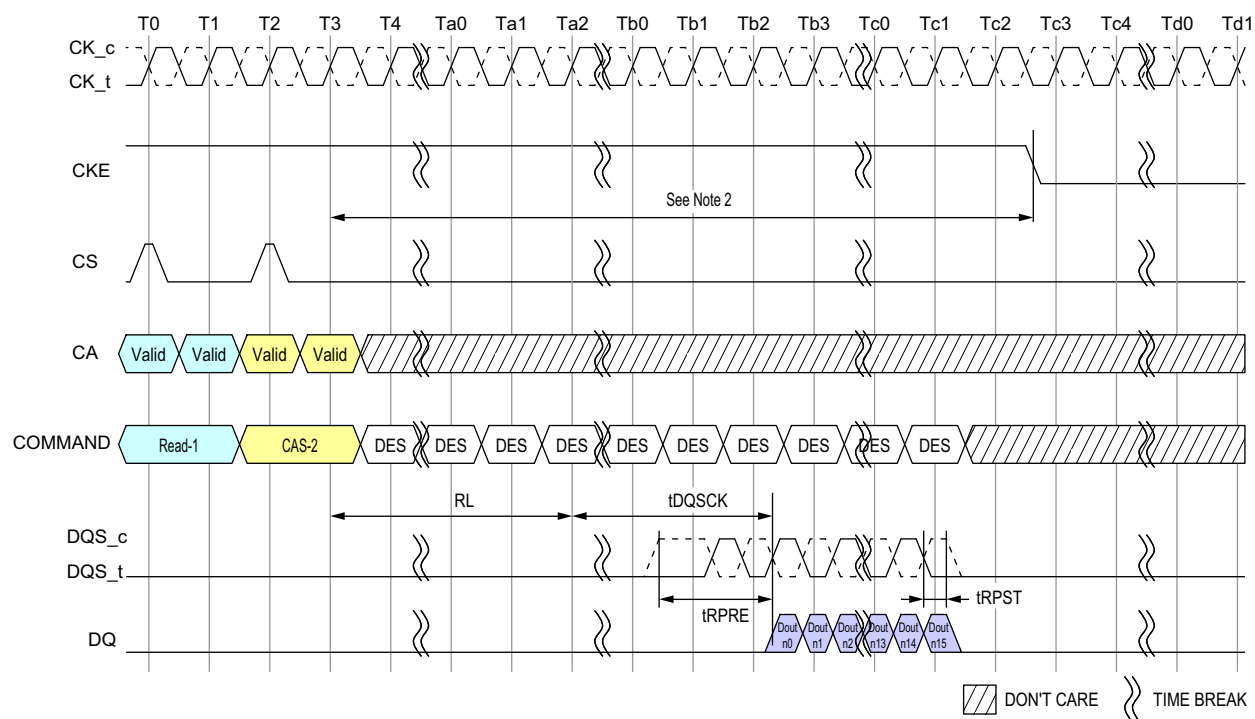 T0 T1 T2 T3 T4 Ta0 Ta1 Ta2 Tb0 Tb1 Tb2 Tb3 Tc0 Tc1 Tc2 Tc3 Tc4 Td0 Td1
CK_c
CK_t
CKE
See Note 2
CS
CA Valid Valid Valid Valid
COMMAND Read-1 CAS-2 DES DES DES DES DES DES DES DES DES DES
RL tDQSCK
DQS_c
DQS_t
tRPRE tRPST
DQ Dout n0 Dout n1 Dout n2 Dout n13 Dout n14 Dout n15
DON'T CARE TIME BREAK